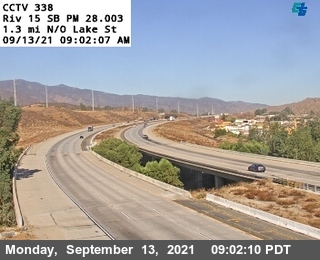 CCTV 338
Riv 15 SB PM 28.003
1.3 mi N/O Lake St
09/13/21 09:02:07 AM
Monday, September 13, 2021 09:02:10 PDT